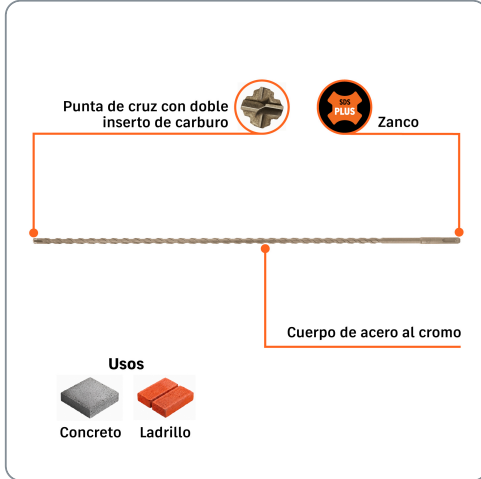 Punta de cruz con doble
inserto de carburo
SDS
PLUS
Zanco
Cuerpo de acero al cromo
Usos
Concreto
Ladrillo